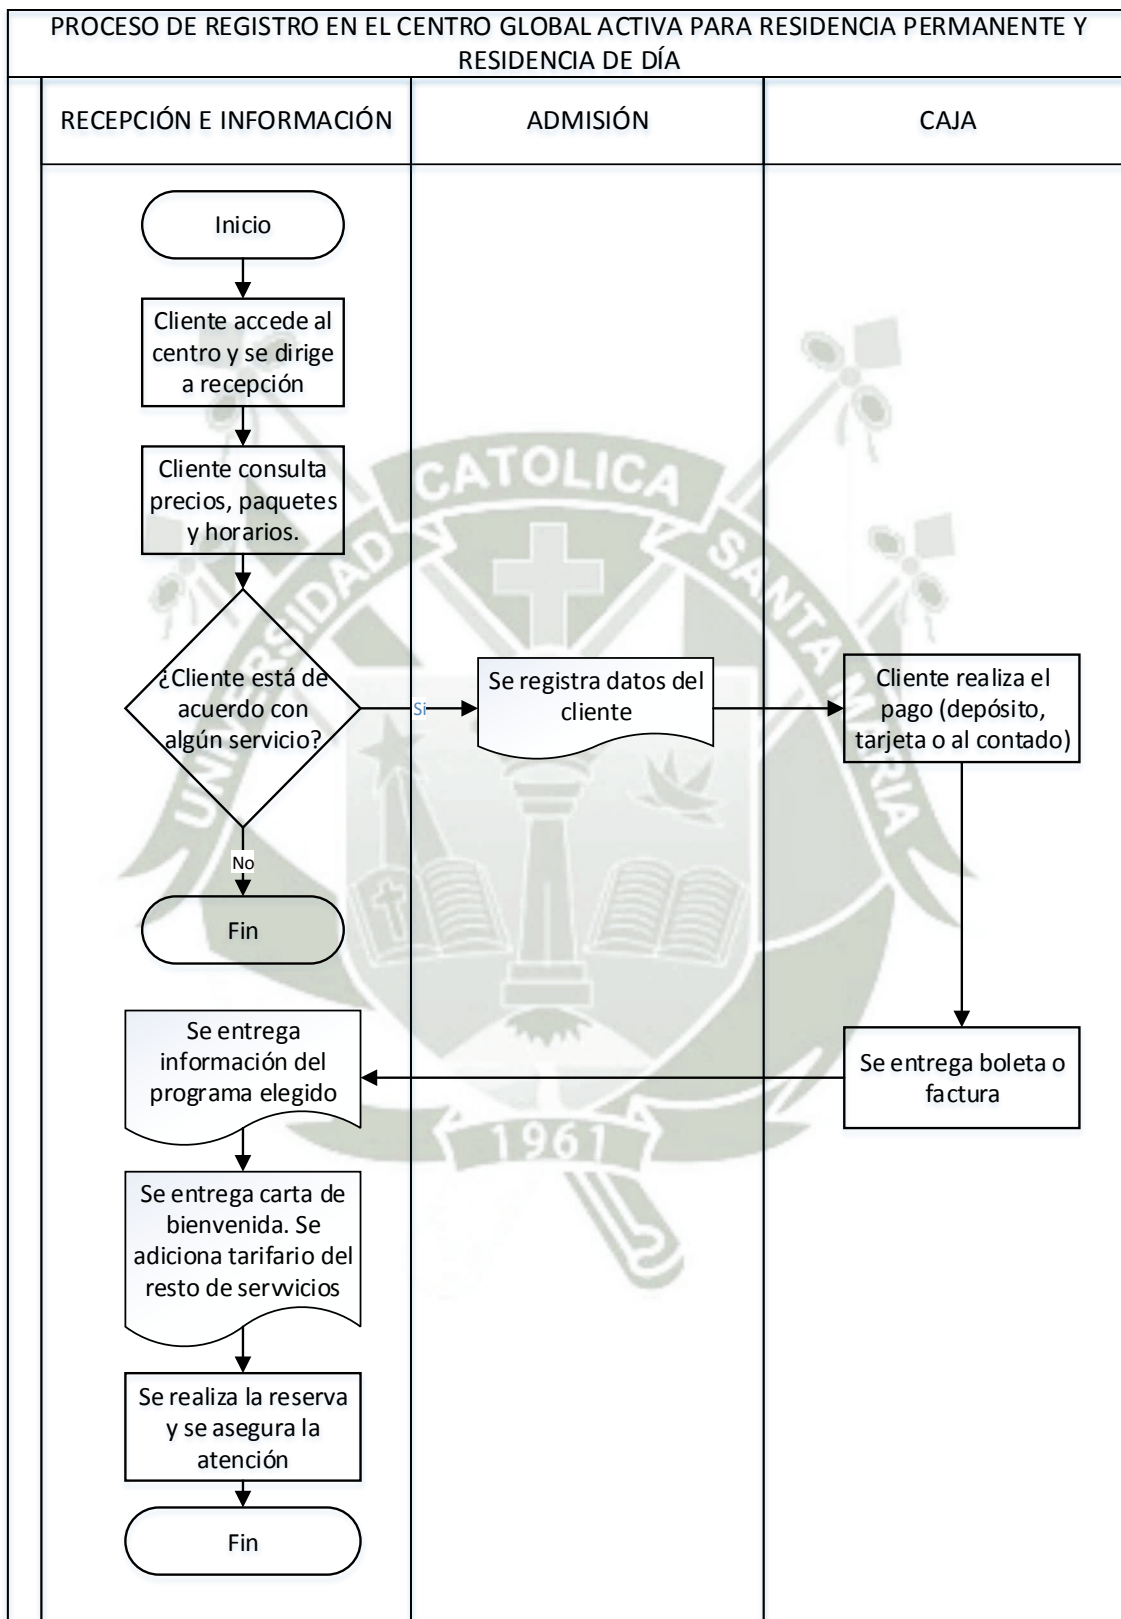 PROCESO DE REGISTRO EN EL CENTRO GLOBAL ACTIVA PARA RESIDENCIA PERMANENTE Y
RESIDENCIA DE DÍA
RECEPCIÓN E INFORMACIÓN
ADMISIÓN
CAJA
Inicio
Cliente accede al
centro y se dirige
a recepción
Cliente consulta
precios, paquetes
y horarios.
¿Cliente está de
acuerdo con
algún servicio?
Si
Se registra datos del
cliente
Cliente realiza el
pago (depósito,
tarjeta o al contado)
No
Fin
Se entrega boleta o
factura
Se entrega
información del
programa elegido
Se entrega carta de
bienvenida. Se
adiciona tarifario del
resto de servvicios
Se realiza la reserva
y se asegura la
atención
Fin
UNIVERSIDAD CATOLICA SANTA MARIA
1961